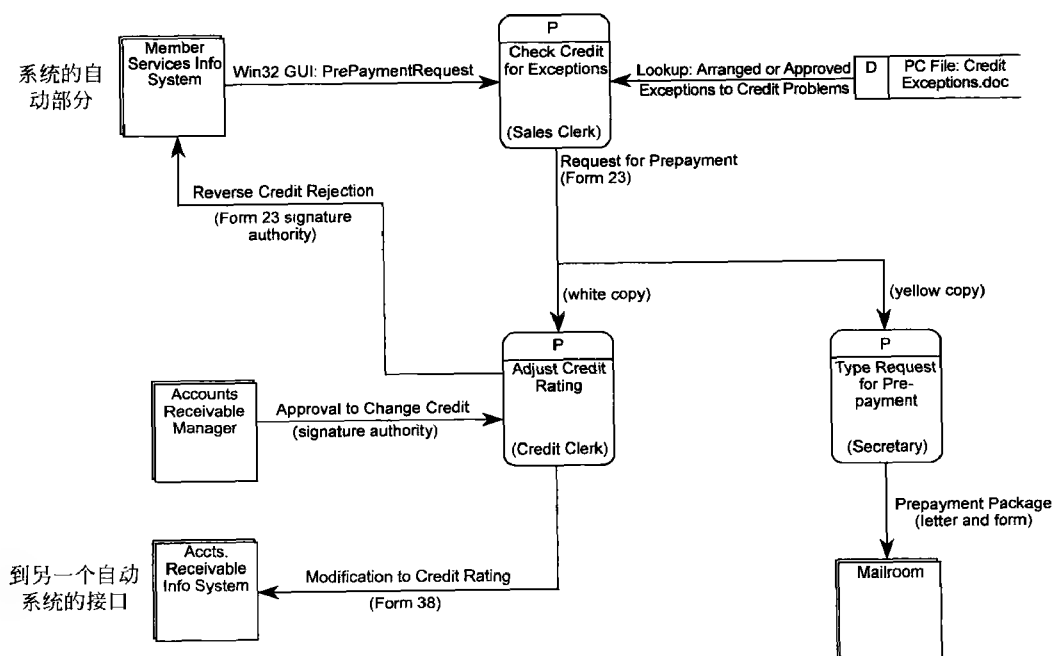 系统的自
动部分
Member
Services Info
System
Win32 GUI: PrePaymentRequest
P
Check Credit
for Exceptions
(Sales Clerk)
Lookup: Arranged or Approved
Exceptions to Credit Problems
D
PC File: Credit
Exceptions.doc
Request for Prepayment
(Form 23)
Reverse Credit Rejection
(Form 23 signature
authority)
(white copy)
(yellow copy)
P
Adjust Credit
Rating
(Credit Clerk)
P
Type Request
for Pre-
payment
(Secretary)
Accounts
Receivable
Manager
Approval to Change Credit
(signature authority)
Prepayment Package
(letter and form)
到另一个自动
系统的接口
Accts.
Receivable
Info System
Modification to Credit Rating
(Form 38)
Mailroom